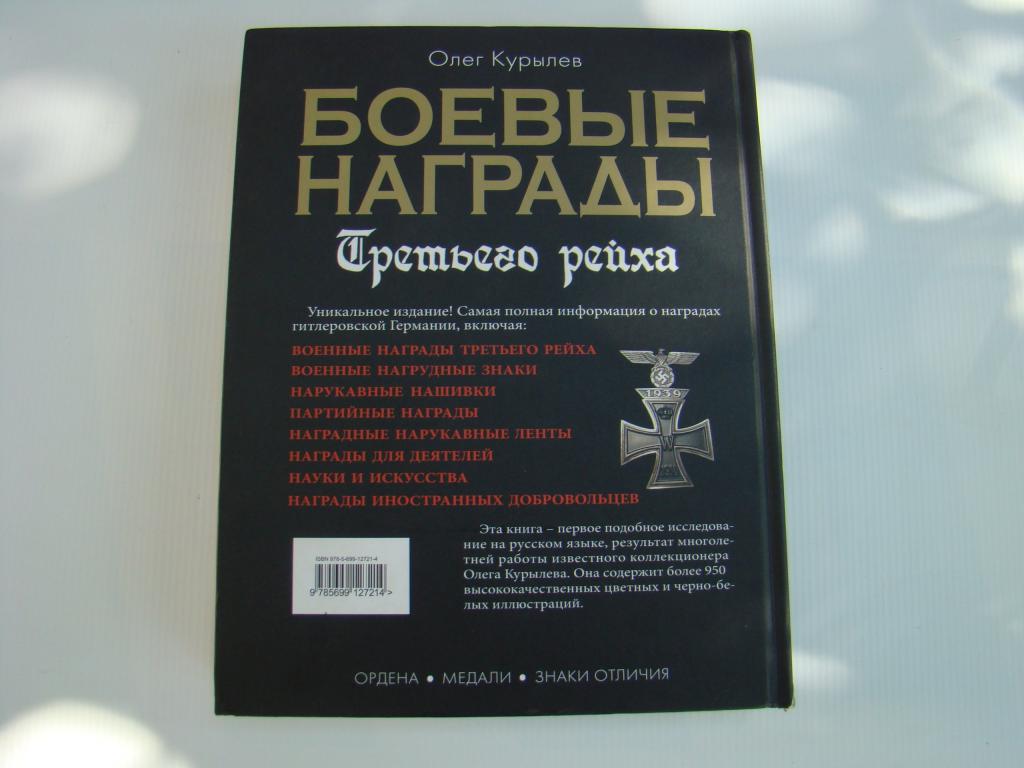 Олег Курылев
БОЕВЫЕ
НАГРАДЫ
Третьего рейха
Уникальное издание! Самая полная информация о наградах
гитлеровской Германии, включая:
ВОЕННЫЕ НАГРАДЫ ТРЕТЬЕГО РЕЙХА
ВОЕННЫЕ НАГРУДНЫЕ ЗНАКИ
НАРУКАВНЫЕ НАШИВКИ
ПАРТИЙНЫЕ НАГРАДЫ
НАГРАДНЫЕ НАРУКАВНЫЕ ЛЕНТЫ
НАГРАДЫ ДЛЯ ДЕЯТЕЛЕЙ
НАУКИ И ИСКУССТВА
НАГРАДЫ ИНОСТРАННЫХ ДОБРОВОЛЬЦЕВ
1939
W
Эта книга – первое подобное исследова-
ние на русском языке, результат многоле-
тней работы известного коллекционера
Олега Курылева. Она содержит более 950
высококачественных цветных и черно-бе-
лых иллюстраций.
ISBN 978-5-699-12721-4
9 785699 127214 >
ОРДЕНА • МЕДАЛИ • ЗНАКИ ОТЛИЧИЯ